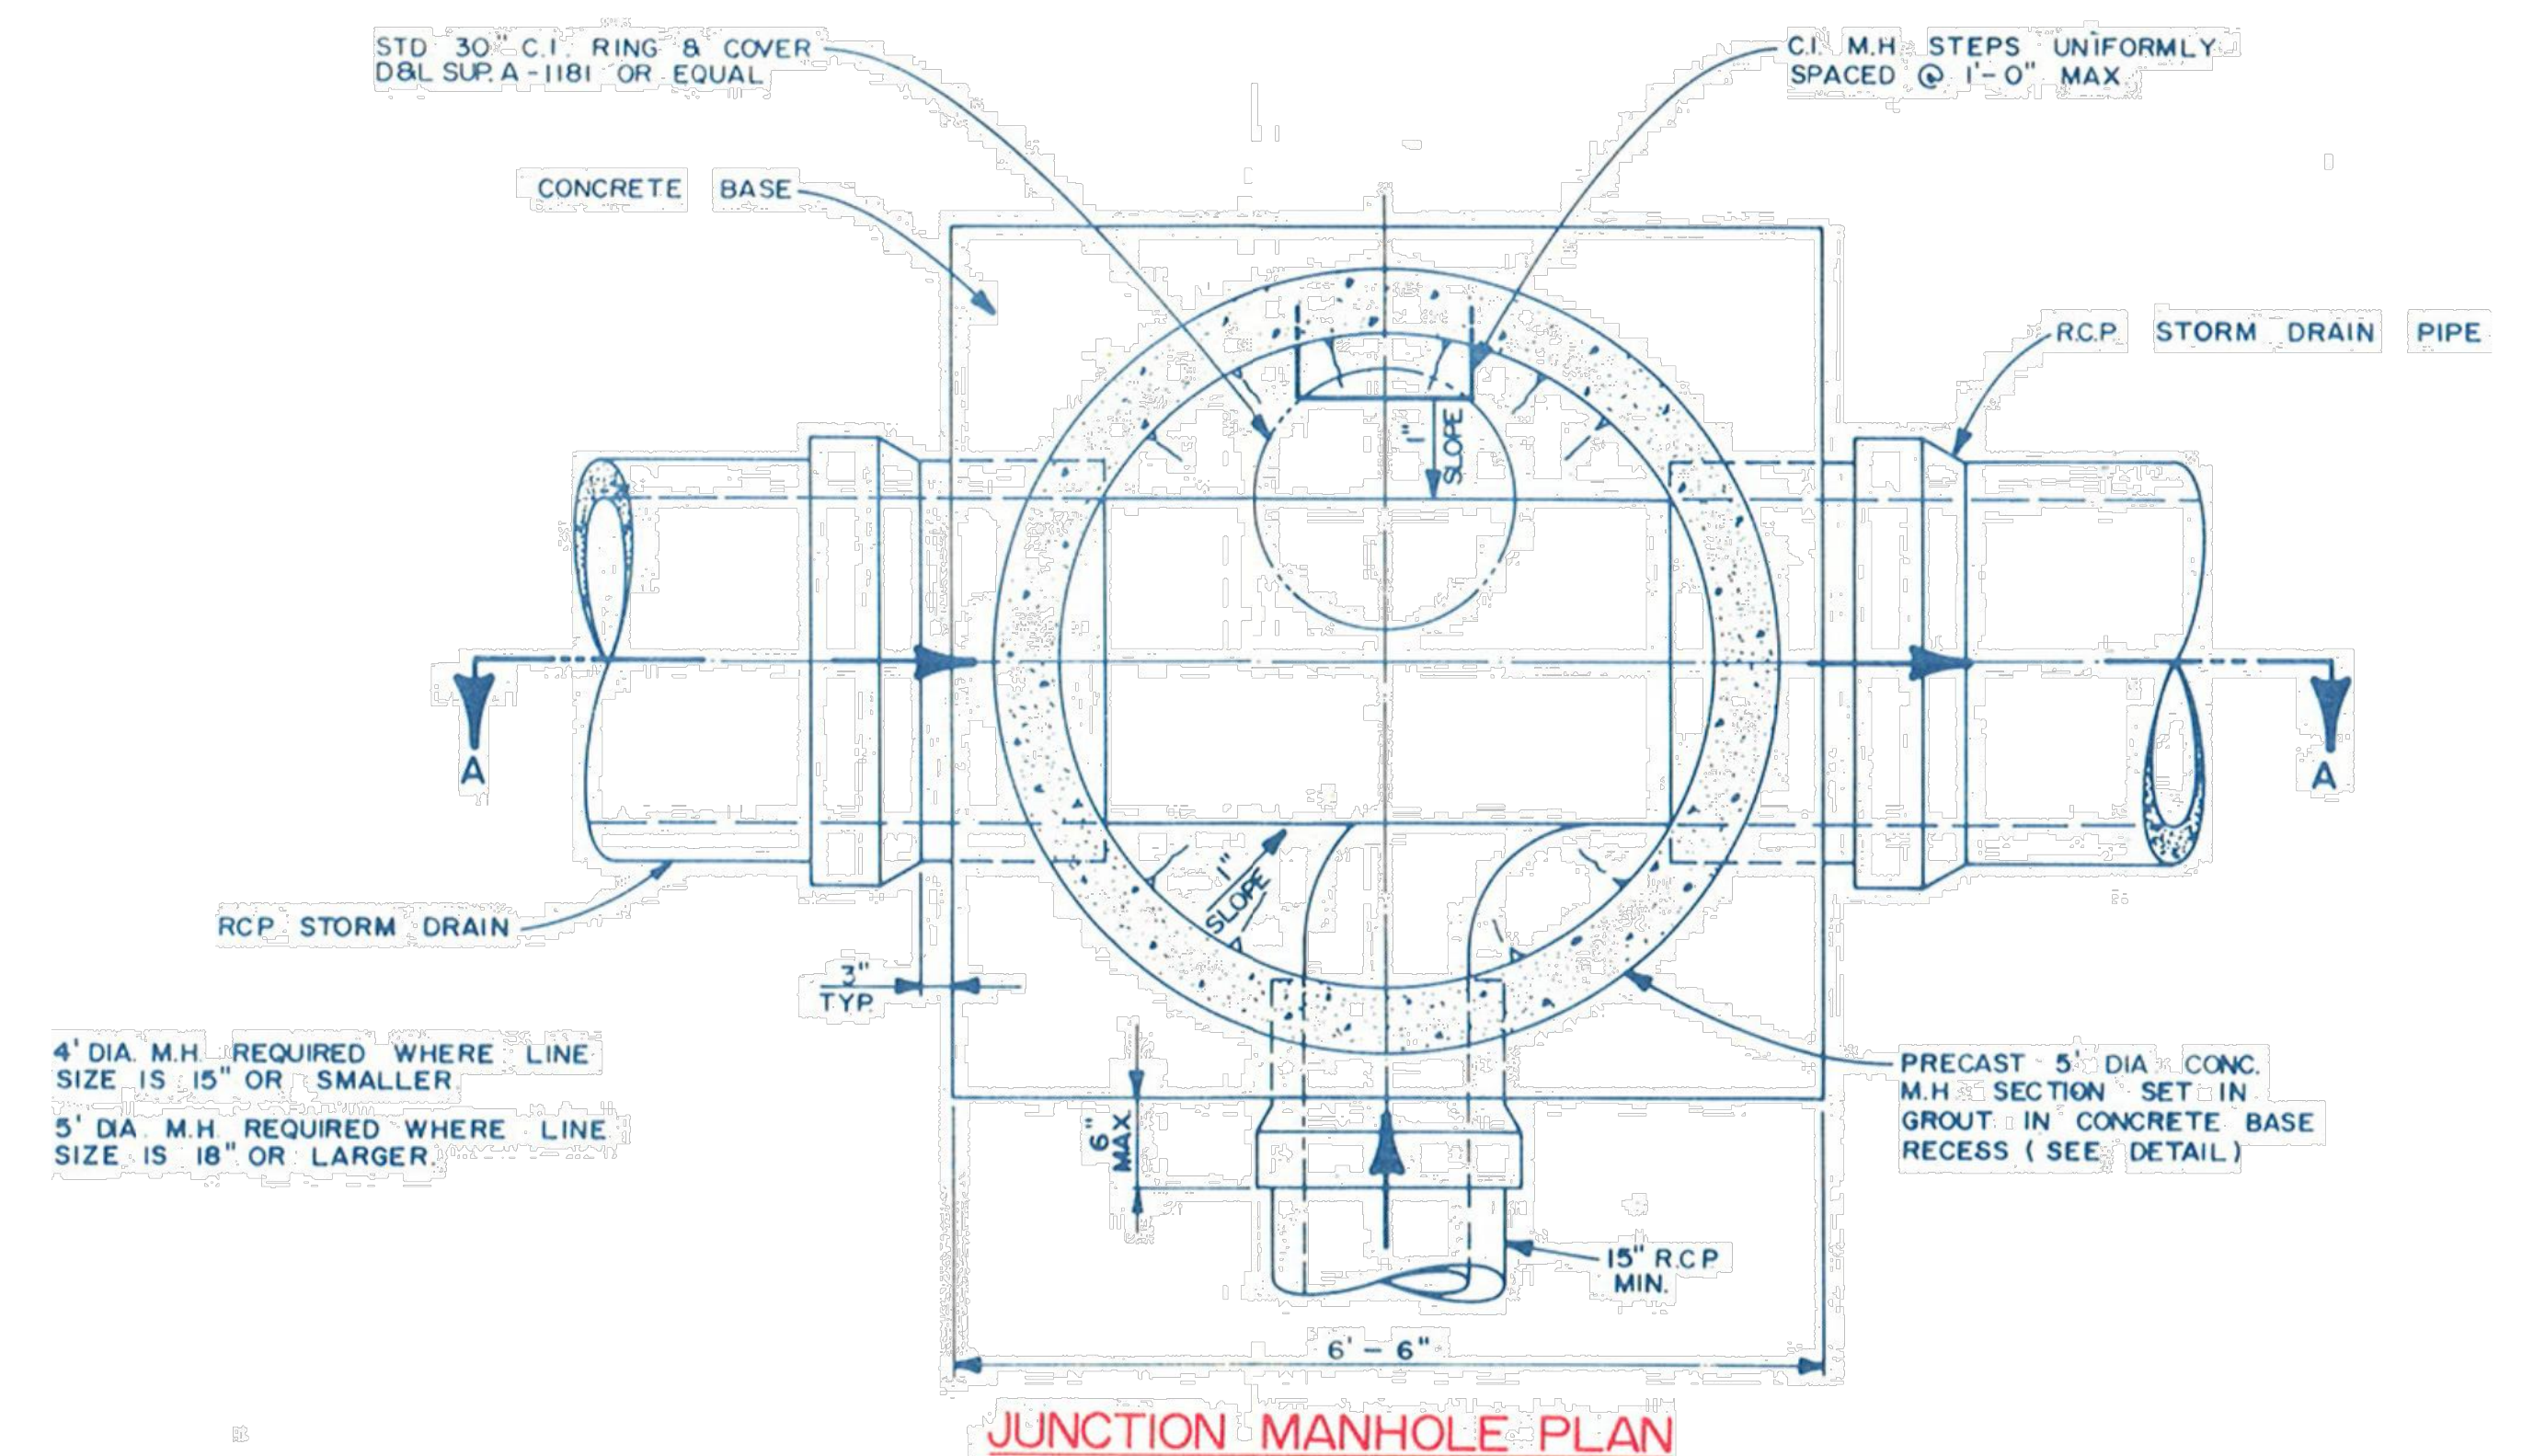 STD 30" C.I. RING & COVER
D&L SUP. A-1181 OR EQUAL
C.I. M.H. STEPS UNIFORMLY
SPACED @ 1'-0" MAX.
CONCRETE BASE
R.C.P. STORM DRAIN PIPE
1"
SLOPE
A
A
1"
SLOPE
RCP STORM DRAIN
3"
TYP.
4' DIA. M.H. REQUIRED WHERE LINE
SIZE IS 15" OR SMALLER.
5' DIA. M.H. REQUIRED WHERE LINE
SIZE IS 18" OR LARGER.
6"
MAX
PRECAST 5' DIA. CONC.
M.H. SECTION SET IN
GROUT IN CONCRETE BASE
RECESS (SEE DETAIL)
15" R.C.P.
MIN.
6'-6"
JUNCTION MANHOLE PLAN